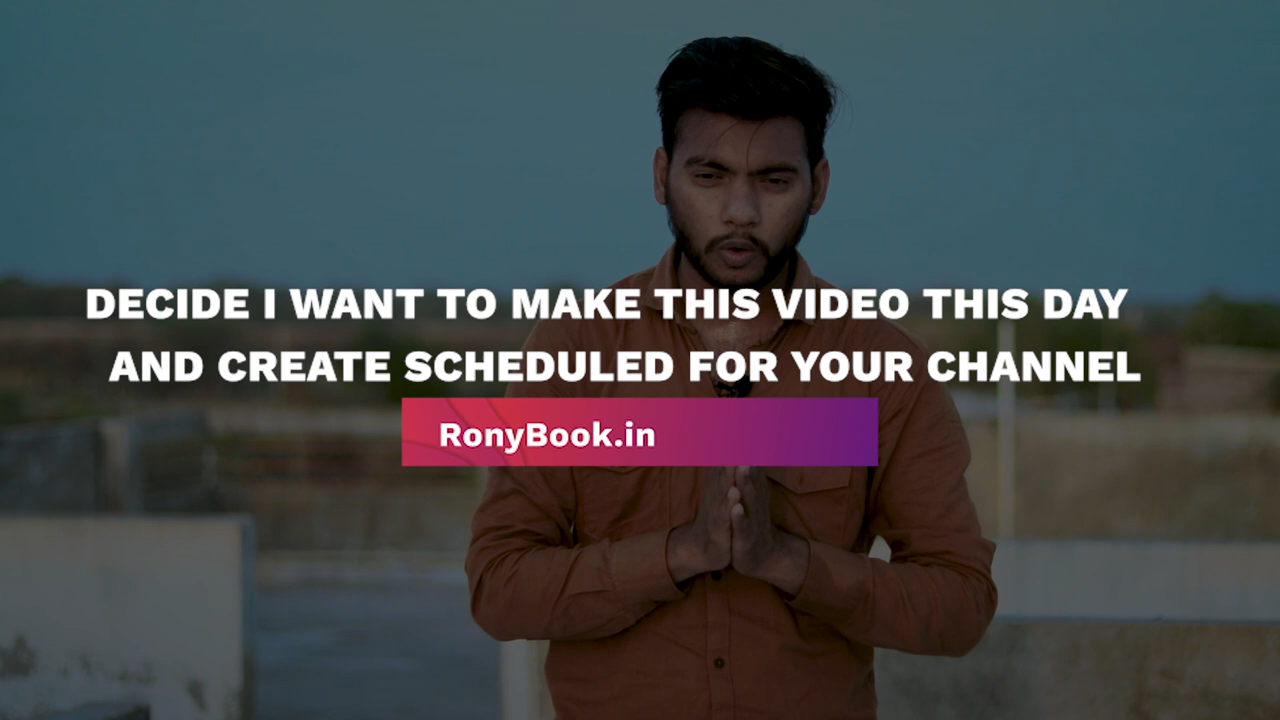 DECIDE I WANT TO MAKE THIS VIDEO THIS DAY
AND CREATE SCHEDULED FOR YOUR CHANNEL
RonyBook.in